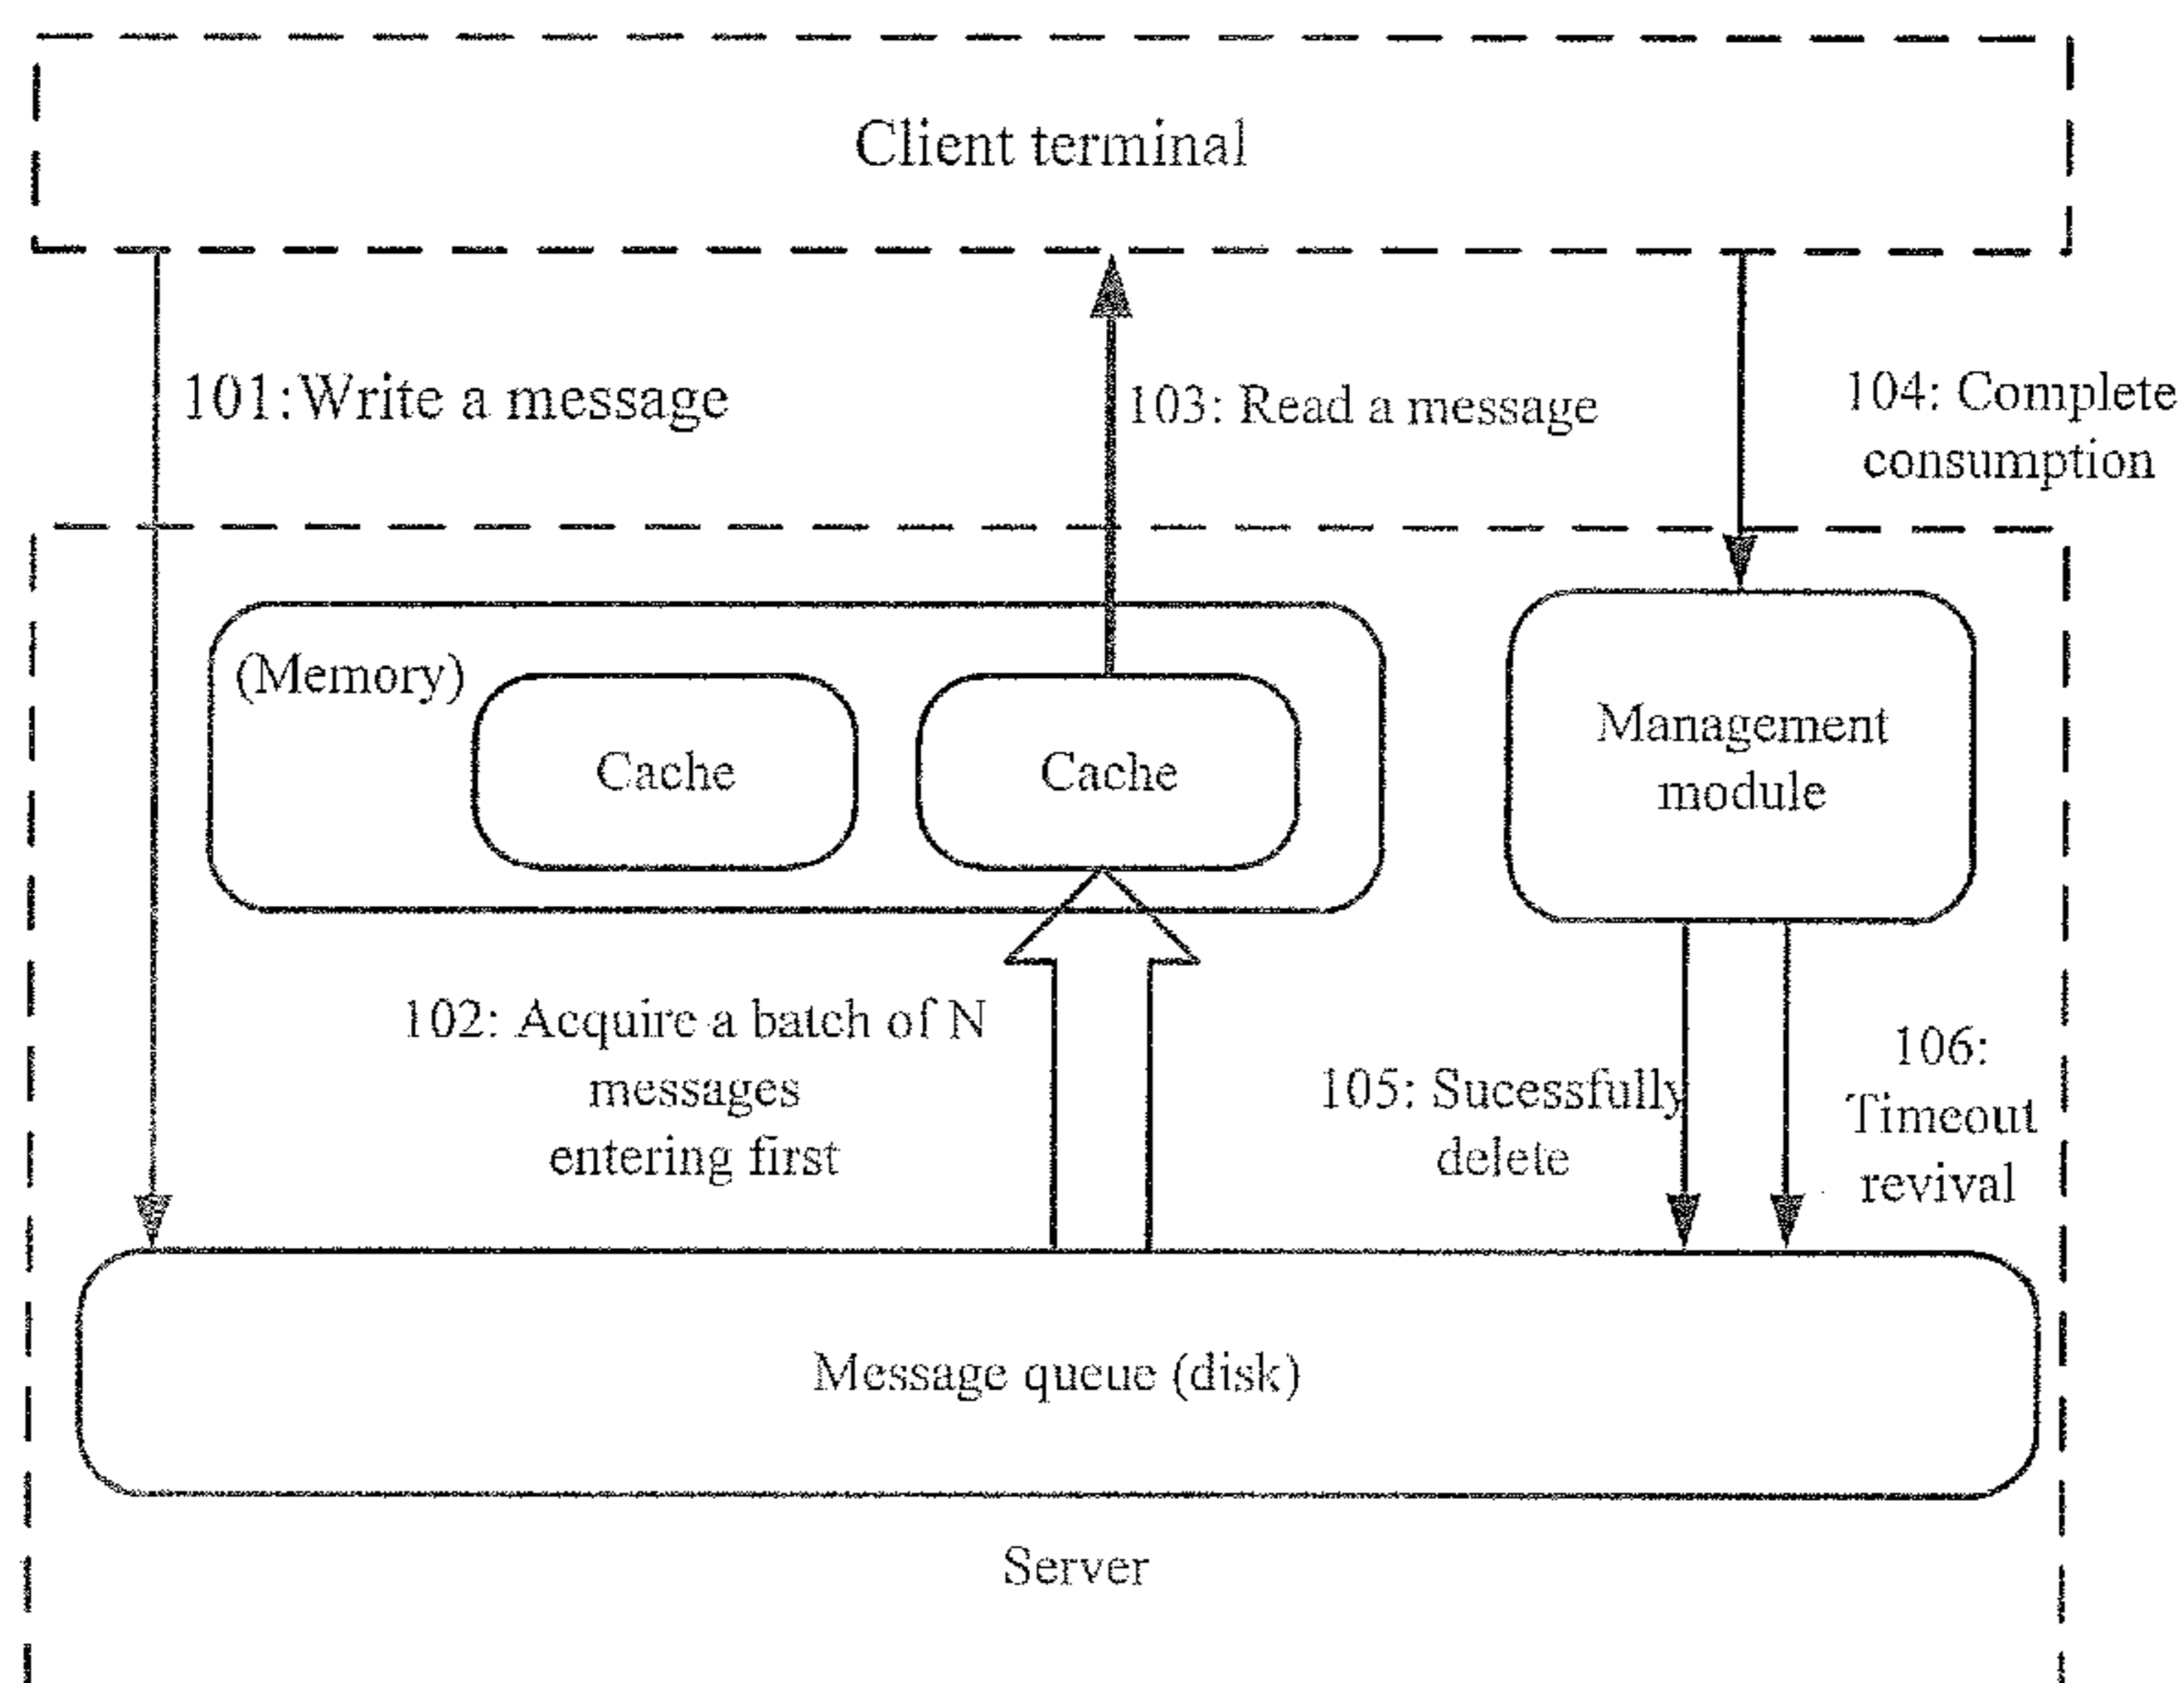 Client terminal
101:Write a message
103: Read a message
104: Complete
consumption
(Memory)
Cache
Cache
Management
module
102: Acquire a batch of N
messages
entering first
105: Sucessfully
delete
106:
Timeout
revival
Message queue (disk)
Server